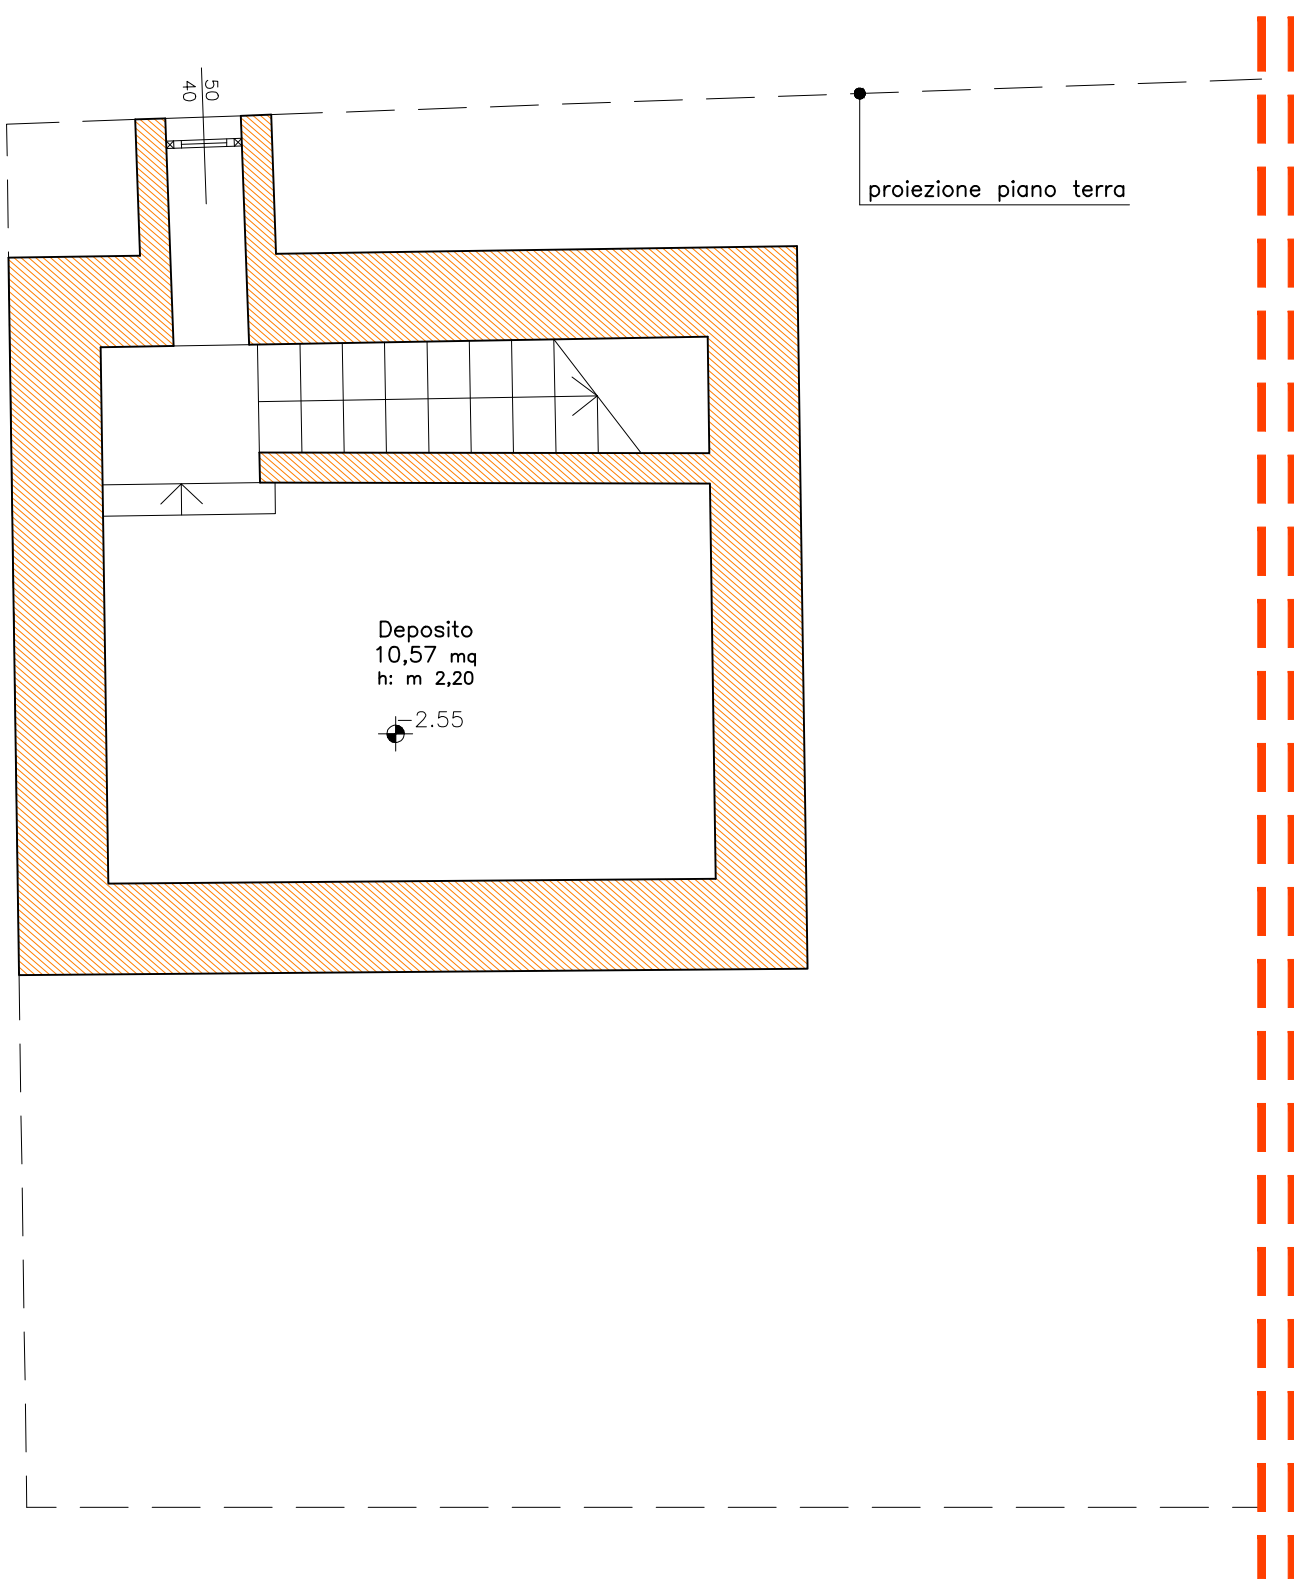 50
40
proiezione piano terra
Deposito
10,57 mq
h: m 2,20
-2.55